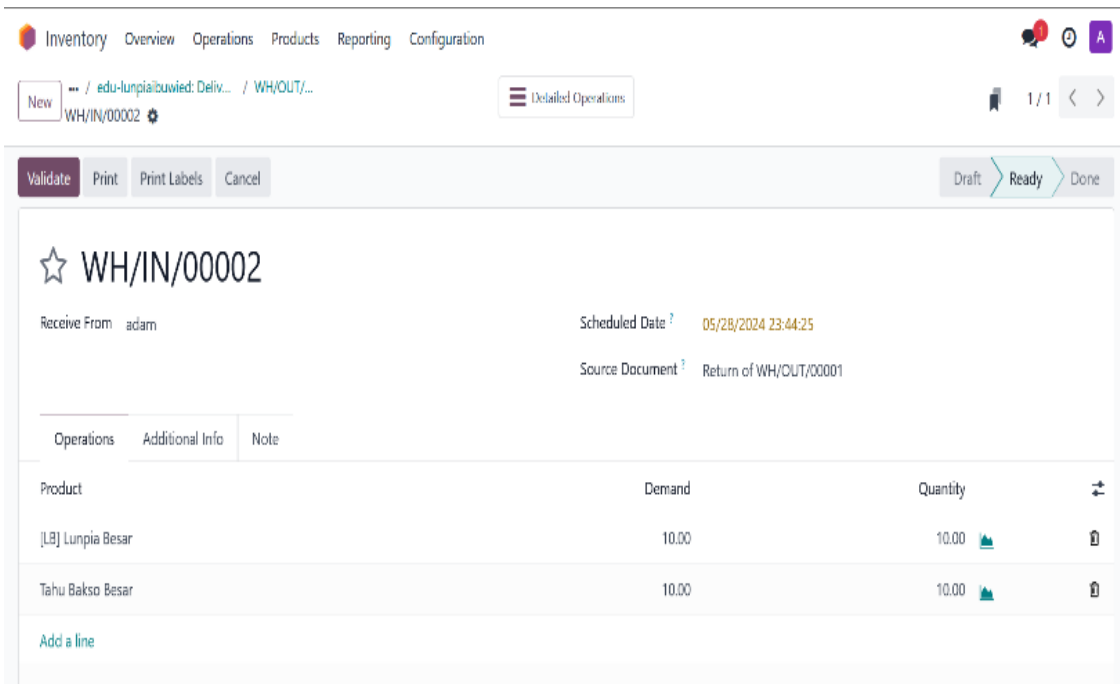 Inventory Overview Operations Products Reporting Configuration 1 A
New ... / edu-lunpiaibuwied: Deliv... / WH/OUT/... Detailed Operations 1 / 1
WH/IN/00002
Validate Print Print Labels Cancel Draft Ready Done
WH/IN/00002
Receive From adam Scheduled Date ? 05/28/2024 23:44:25
Source Document ? Return of WH/OUT/00001
Operations Additional Info Note
Product Demand Quantity
[LB] Lunpia Besar 10.00 10.00
Tahu Bakso Besar 10.00 10.00
Add a line